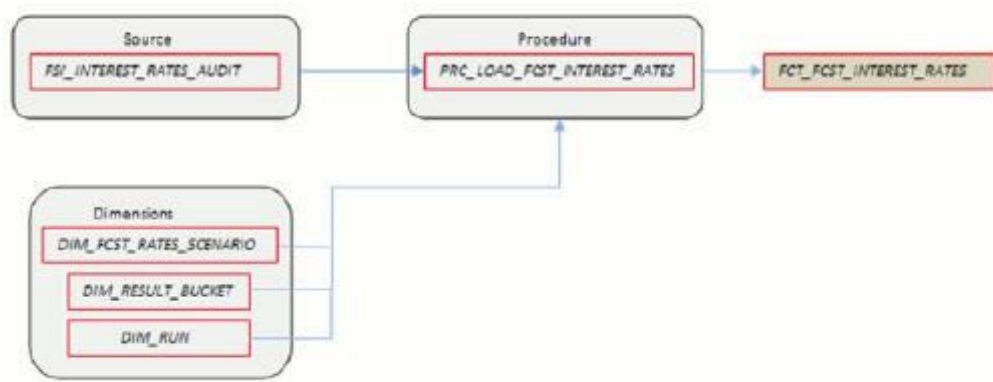 Source
FSI_INTEREST_RATES_AUDIT
Procedure
PRC_LOAD_FCST_INTEREST_RATES
FCT_FCST_INTEREST_RATES
Dimensions
DIM_FCST_RATES_SCENARIO
DIM_RESULT_BUCKET
DIM_RUN